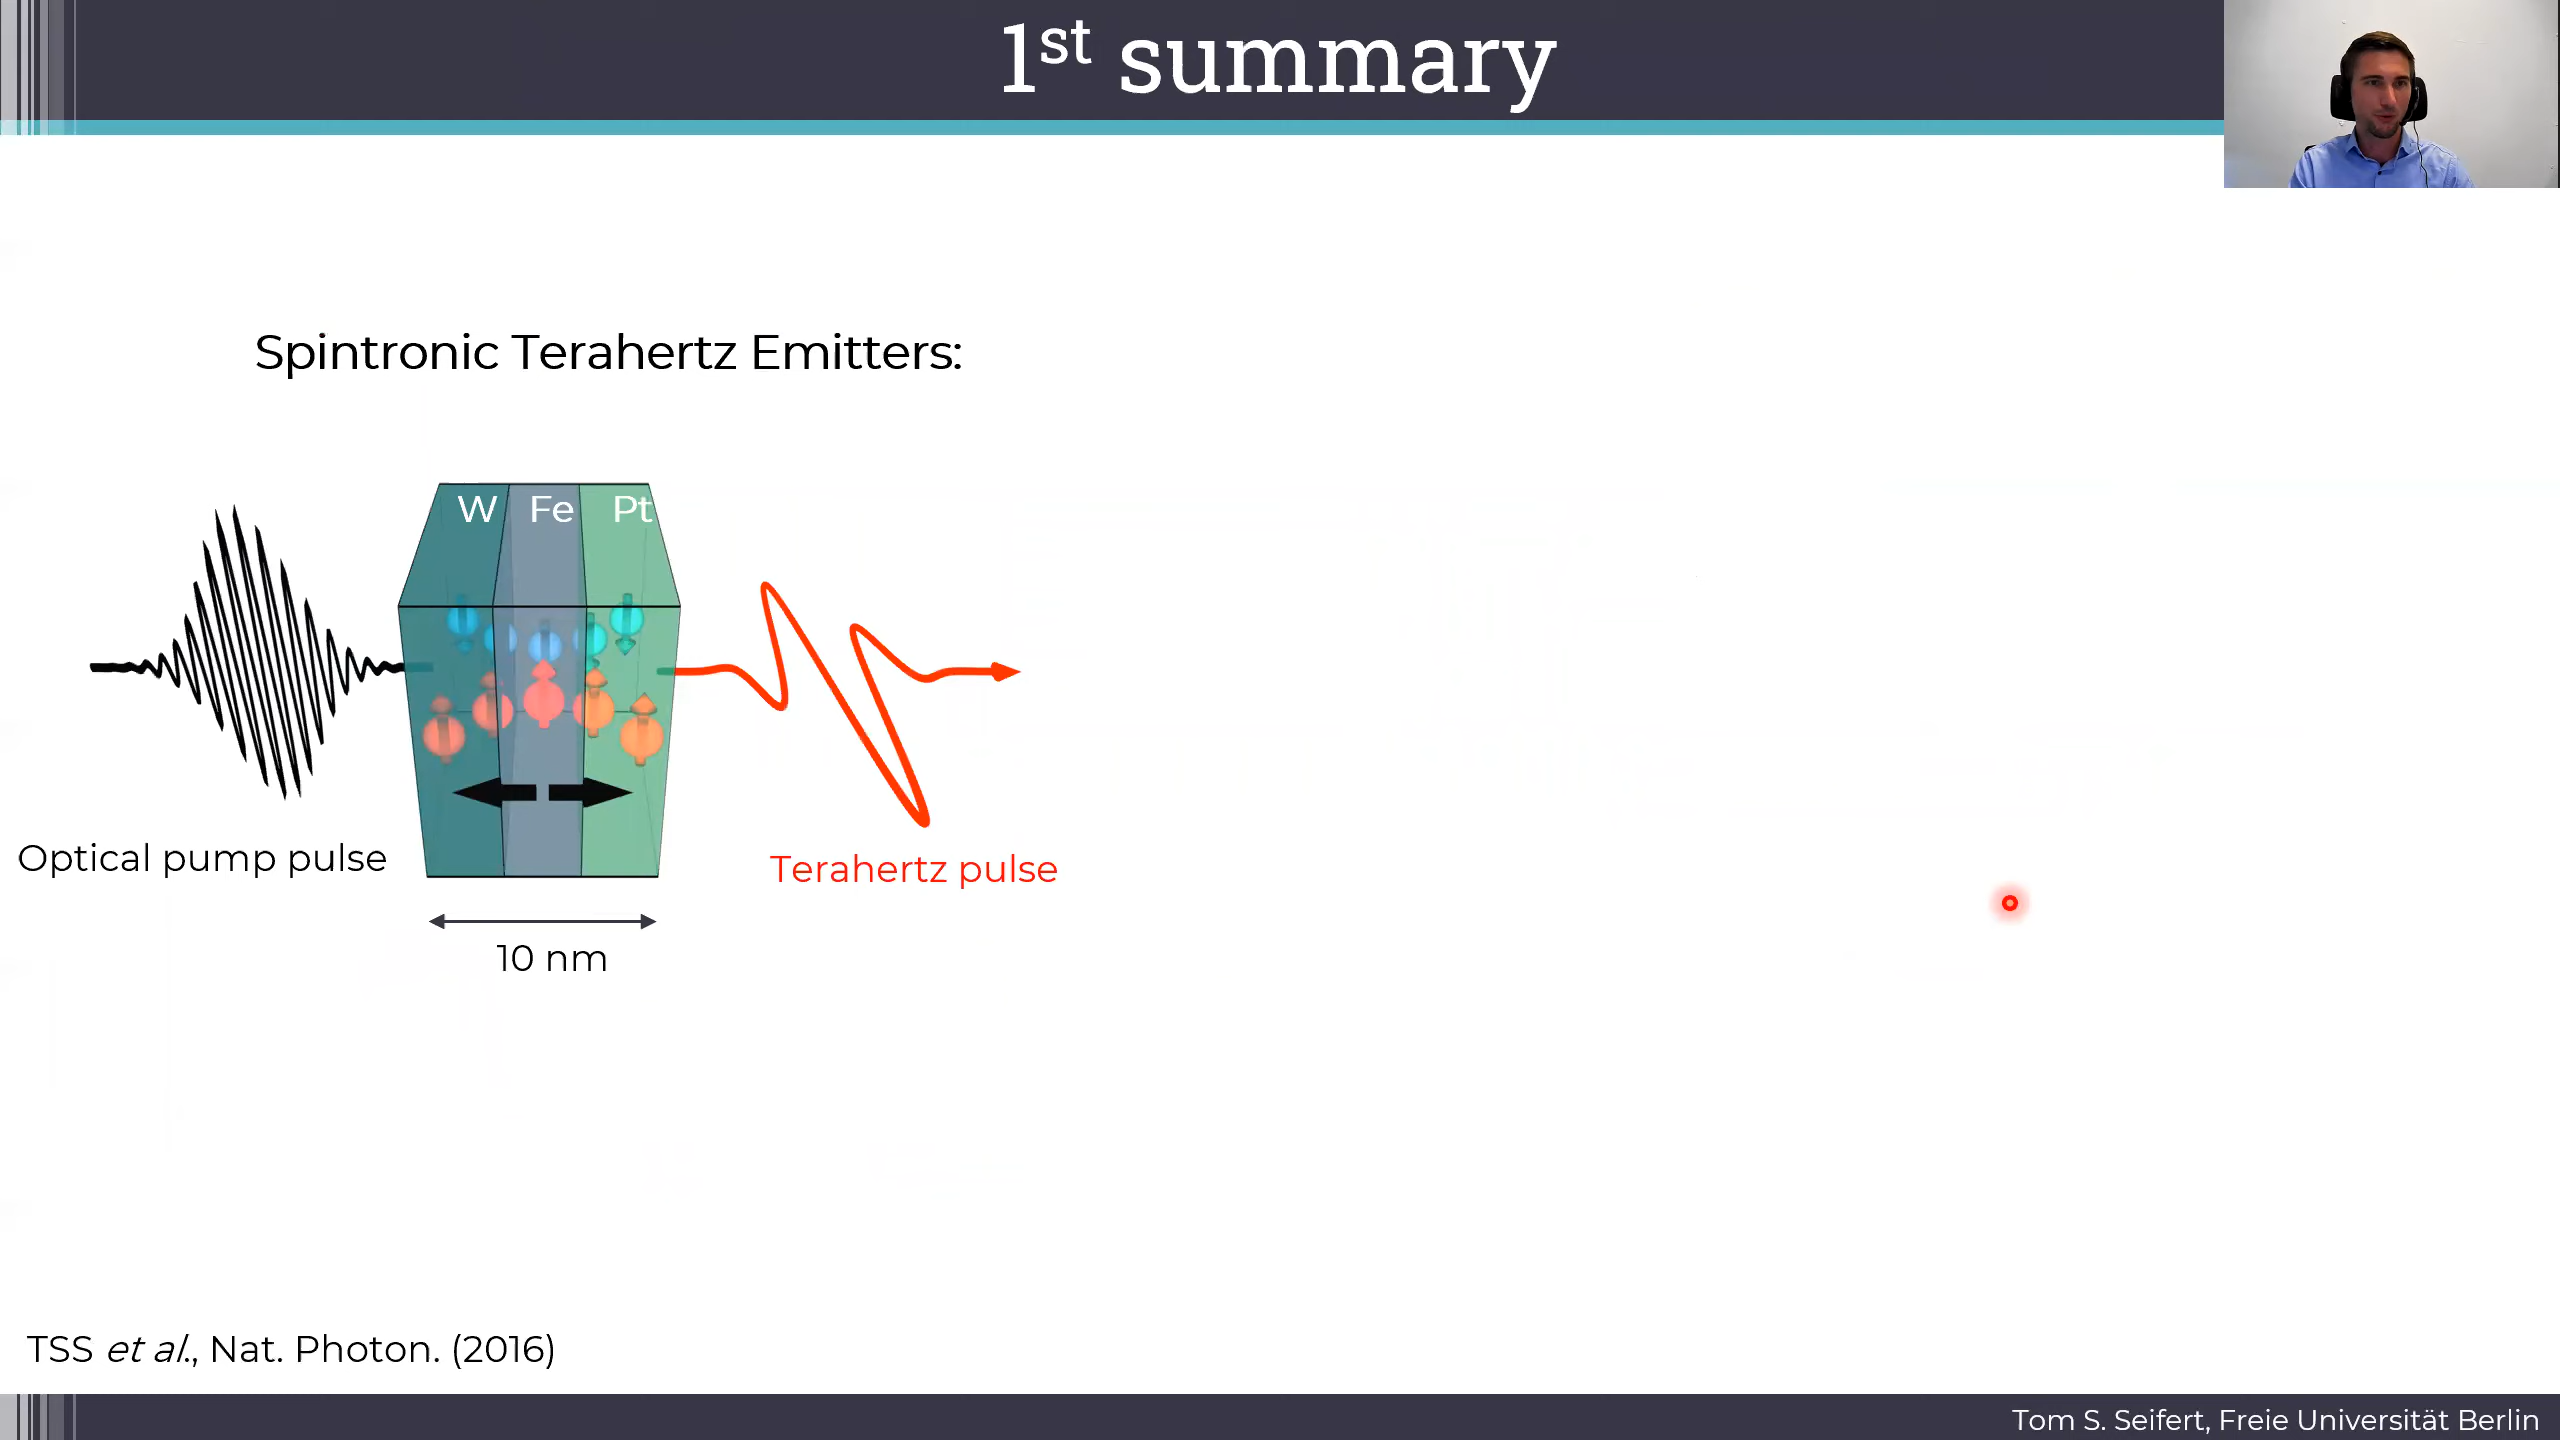 1st summary
Spintronic Terahertz Emitters:
W Fe Pt
Optical pump pulse
Terahertz pulse
10 nm
TSS et al., Nat. Photon. (2016)
Tom S. Seifert, Freie Universität Berlin